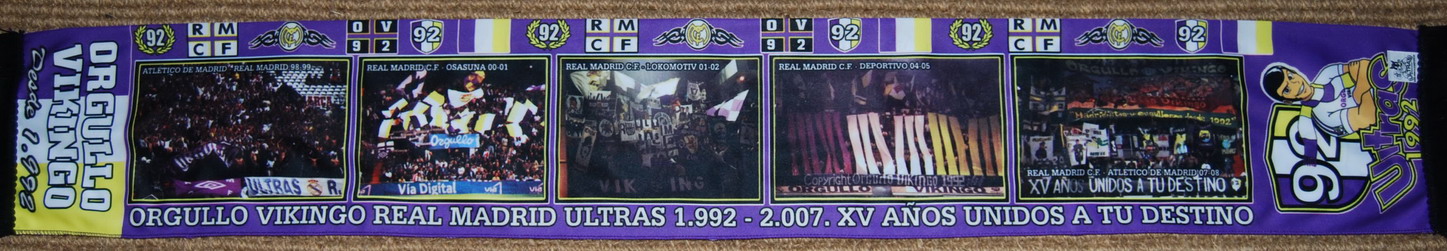 ORGULLO
VIKINGO
Desde 1.992
92
RM
CF
OV
92
92
92
RM
CF
OV
92
92
92
RM
CF
92
ATLETICO DE MADRID - REAL MADRID 98-99
ULTRAS R.
REAL MADRID C.F. - OSASUNA 00-01
Orgullo
Vía Digital
vía
REAL MADRID C.F. - LOKOMOTIV 01-02
VIKING
REAL MADRID C.F. - DEPORTIVO 04-05
Copyright Orgullo Vikingo 1999
ORGULLO VIKINGO
REAL MADRID C.F. - ATLETICO DE MADRID 07-08
XV AÑOS UNIDOS A TU DESTINO
92
Ultras
1992
ORGULLO VIKINGO REAL MADRID ULTRAS 1.992 - 2.007. XV AÑOS UNIDOS A TU DESTINO